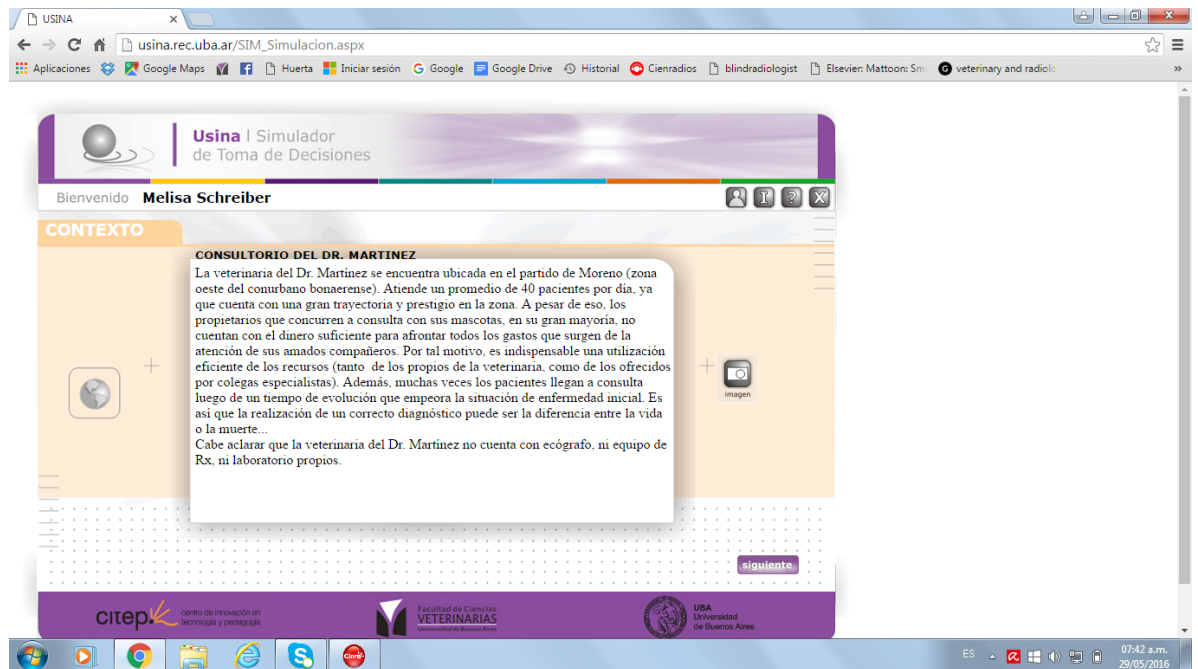 USINA
usina.rec.uba.ar/SIM_Simulacion.aspx
Aplicaciones Google Maps Huerta Iniciar sesión Google Google Drive Historial Cienradios blindradiologist Elsevier: Mattoon: Sm veterinary and radiol »
Usina | Simulador
de Toma de Decisiones
Bienvenido Melisa Schreiber
CONTEXTO
CONSULTORIO DEL DR. MARTINEZ
La veterinaria del Dr. Martínez se encuentra ubicada en el partido de Moreno (zona
oeste del conurbano bonaerense). Atiende un promedio de 40 pacientes por día, ya
que cuenta con una gran trayectoria y prestigio en la zona. A pesar de eso, los
propietarios que concurren a consulta con sus mascotas, en su gran mayoría, no
cuentan con el dinero suficiente para afrontar todos los gastos que surgen de la
atención de sus amados compañeros. Por tal motivo, es indispensable una utilización
eficiente de los recursos (tanto de los propios de la veterinaria, como de los ofrecidos
por colegas especialistas). Además, muchas veces los pacientes llegan a consulta
luego de un tiempo de evolución que empeora la situación de enfermedad inicial. Es
así que la realización de un correcto diagnóstico puede ser la diferencia entre la vida
o la muerte...
Cabe aclarar que la veterinaria del Dr. Martínez no cuenta con ecógrafo, ni equipo de
Rx, ni laboratorio propios.
imagen
siguiente
citep. centro de innovación en
tecnología y pedagogía
Facultad de Ciencias
VETERINARIAS
Universidad de Buenos Aires
UBA
Universidad
de Buenos Aires
Claro
ES
07:42 a.m.
29/05/2016